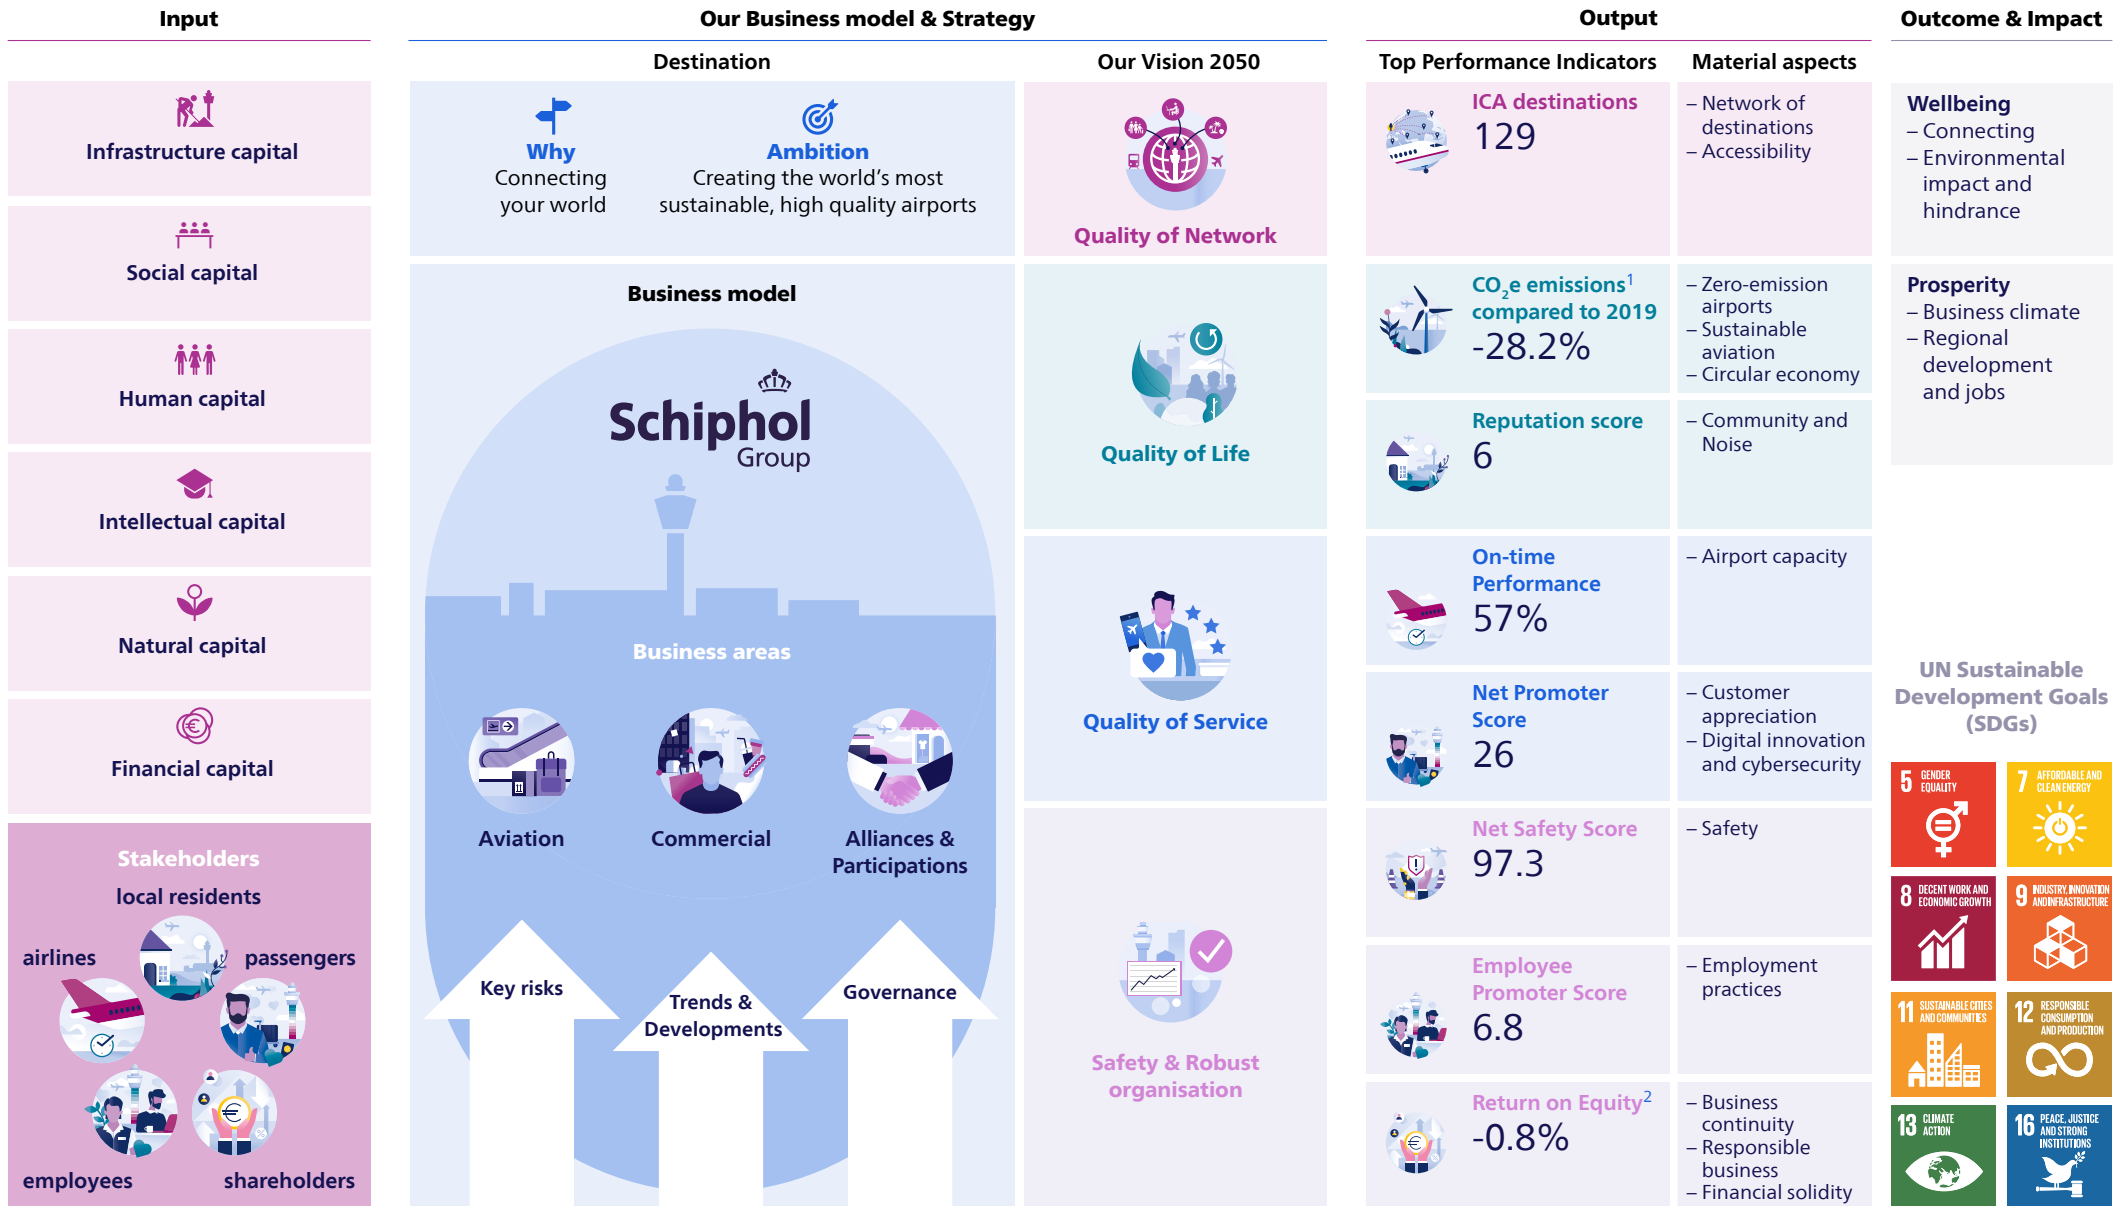 Input
Infrastructure capital
Social capital
Human capital
Intellectual capital
Natural capital
Financial capital
Stakeholders
local residents
airlines
passengers
employees
shareholders
Our Business model & Strategy
Destination
Why
Connecting
your world
Ambition
Creating the world's most
sustainable, high quality airports
Business model
Schiphol
Group
Business areas
Aviation
Commercial
Alliances &
Participations
Key risks
Trends &
Developments
Governance
Our Vision 2050
Quality of Network
Quality of Life
Quality of Service
Safety & Robust
organisation
Output
Top Performance Indicators
Material aspects
ICA destinations
129
– Network of
destinations
– Accessibility
CO₂e emissions¹
compared to 2019
-28.2%
– Zero-emission
airports
– Sustainable
aviation
– Circular economy
Reputation score
6
– Community and
Noise
On-time
Performance
57%
– Airport capacity
Net Promoter
Score
26
– Customer
appreciation
– Digital innovation
and cybersecurity
Net Safety Score
97.3
– Safety
Employee
Promoter Score
6.8
– Employment
practices
Return on Equity²
-0.8%
– Business
continuity
– Responsible
business
– Financial solidity
Outcome & Impact
Wellbeing
– Connecting
– Environmental
impact and
hindrance
Prosperity
– Business climate
– Regional
development
and jobs
UN Sustainable
Development Goals
(SDGs)
5 GENDER
EQUALITY
7 AFFORDABLE AND
CLEAN ENERGY
8 DECENT WORK AND
ECONOMIC GROWTH
9 INDUSTRY, INNOVATION
AND INFRASTRUCTURE
11 SUSTAINABLE CITIES
AND COMMUNITIES
12 RESPONSIBLE
CONSUMPTION
AND PRODUCTION
13 CLIMATE
ACTION
16 PEACE, JUSTICE
AND STRONG
INSTITUTIONS